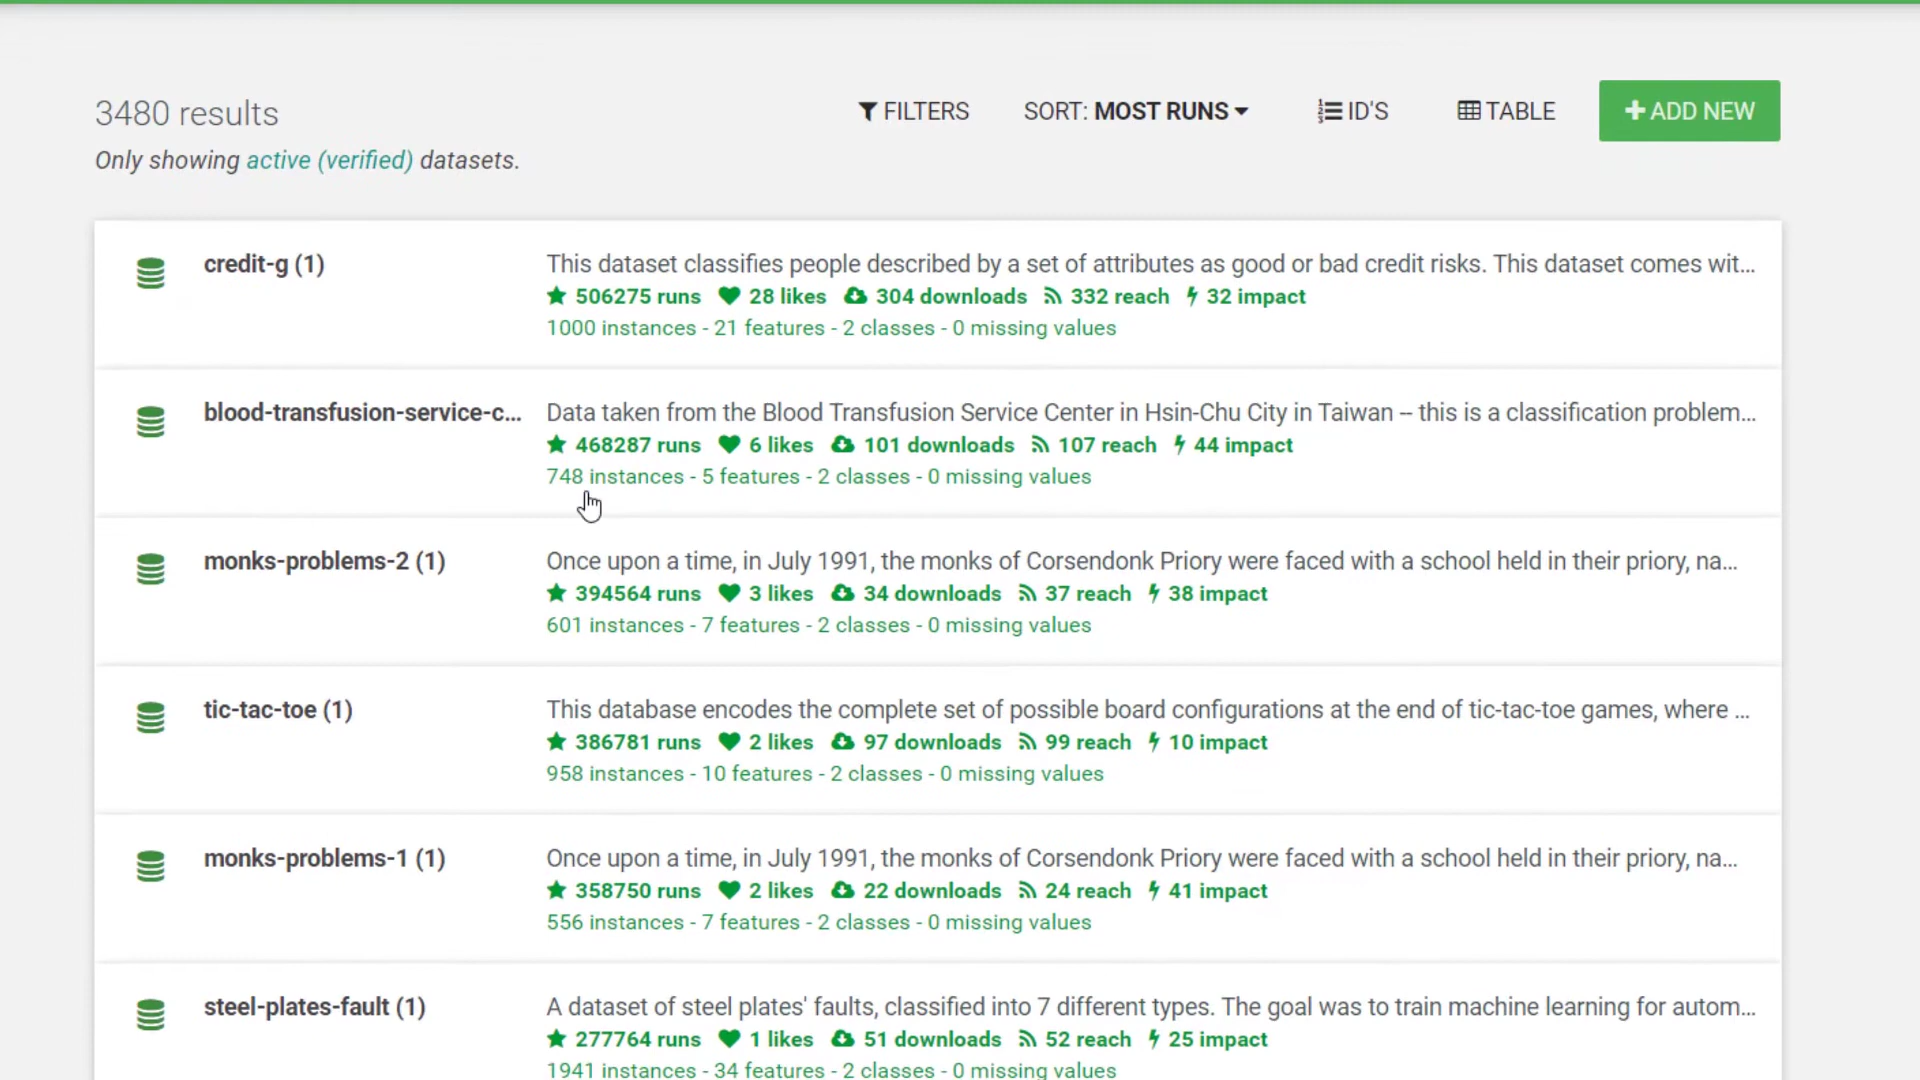 3480 results
FILTERS
SORT: MOST RUNS
ID'S
TABLE
ADD NEW
Only showing active (verified) datasets.
credit-g (1)
This dataset classifies people described by a set of attributes as good or bad credit risks. This dataset comes wit...
506275 runs 28 likes 304 downloads 332 reach 32 impact
1000 instances - 21 features - 2 classes - 0 missing values
blood-transfusion-service-c...
Data taken from the Blood Transfusion Service Center in Hsin-Chu City in Taiwan -- this is a classification problem...
468287 runs 6 likes 101 downloads 107 reach 44 impact
748 instances - 5 features - 2 classes - 0 missing values
monks-problems-2 (1)
Once upon a time, in July 1991, the monks of Corsendonk Priory were faced with a school held in their priory, na...
394564 runs 3 likes 34 downloads 37 reach 38 impact
601 instances - 7 features - 2 classes - 0 missing values
tic-tac-toe (1)
This database encodes the complete set of possible board configurations at the end of tic-tac-toe games, where ...
386781 runs 2 likes 97 downloads 99 reach 10 impact
958 instances - 10 features - 2 classes - 0 missing values
monks-problems-1 (1)
Once upon a time, in July 1991, the monks of Corsendonk Priory were faced with a school held in their priory, na...
358750 runs 2 likes 22 downloads 24 reach 41 impact
556 instances - 7 features - 2 classes - 0 missing values
steel-plates-fault (1)
A dataset of steel plates' faults, classified into 7 different types. The goal was to train machine learning for autom...
277764 runs 1 likes 51 downloads 52 reach 25 impact
1941 instances - 34 features - 2 classes - 0 missing values